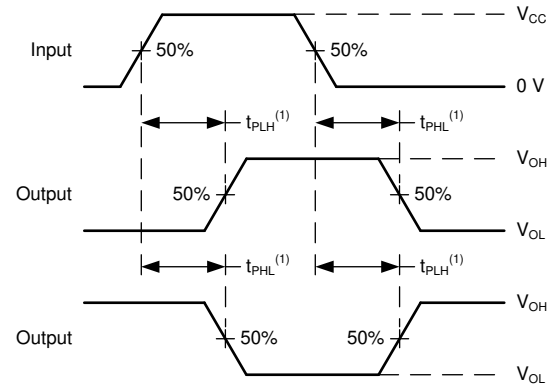 V_CC
Input 50% 50%
0 V
t_PLH^(1) t_PHL^(1)
V_OH
Output 50% 50%
V_OL
t_PHL^(1) t_PLH^(1)
V_OH
Output 50% 50%
V_OL